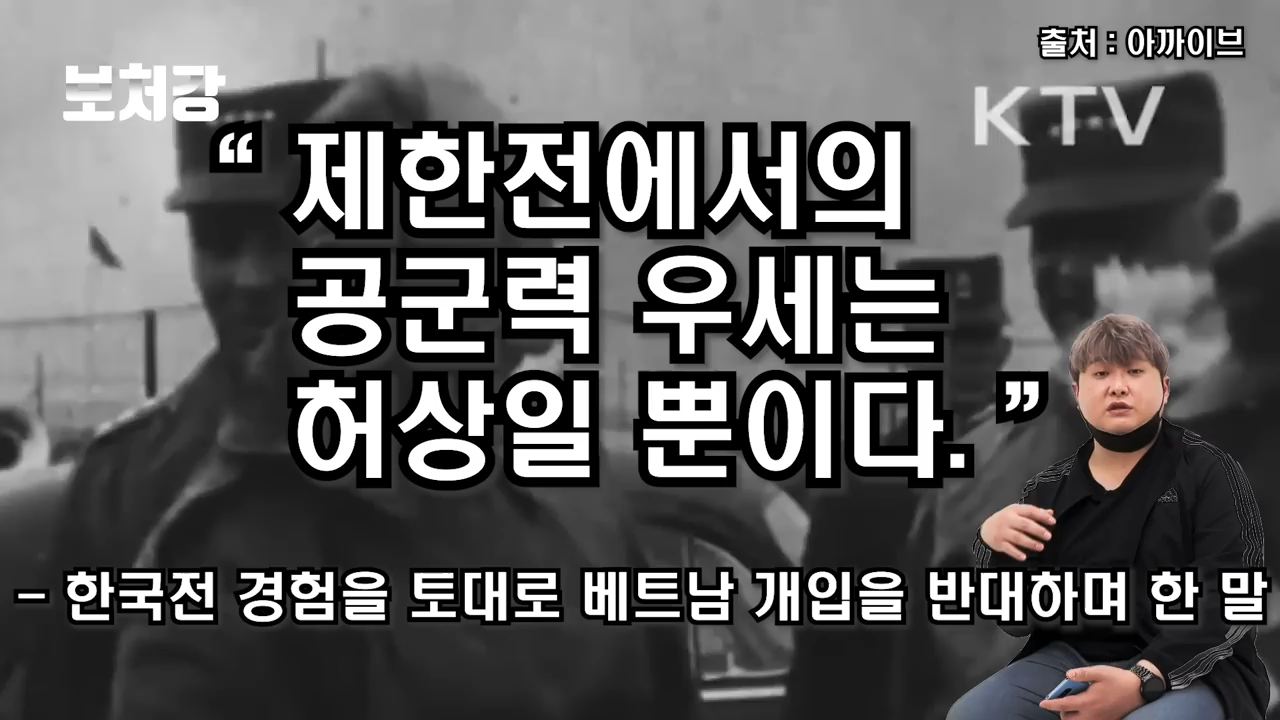 출처 : 아까이브
보처강
KTV
“ 제한전에서의
공군력 우세는
허상일 뿐이다. ”
- 한국전 경험을 토대로 베트남 개입을 반대하며 한 말